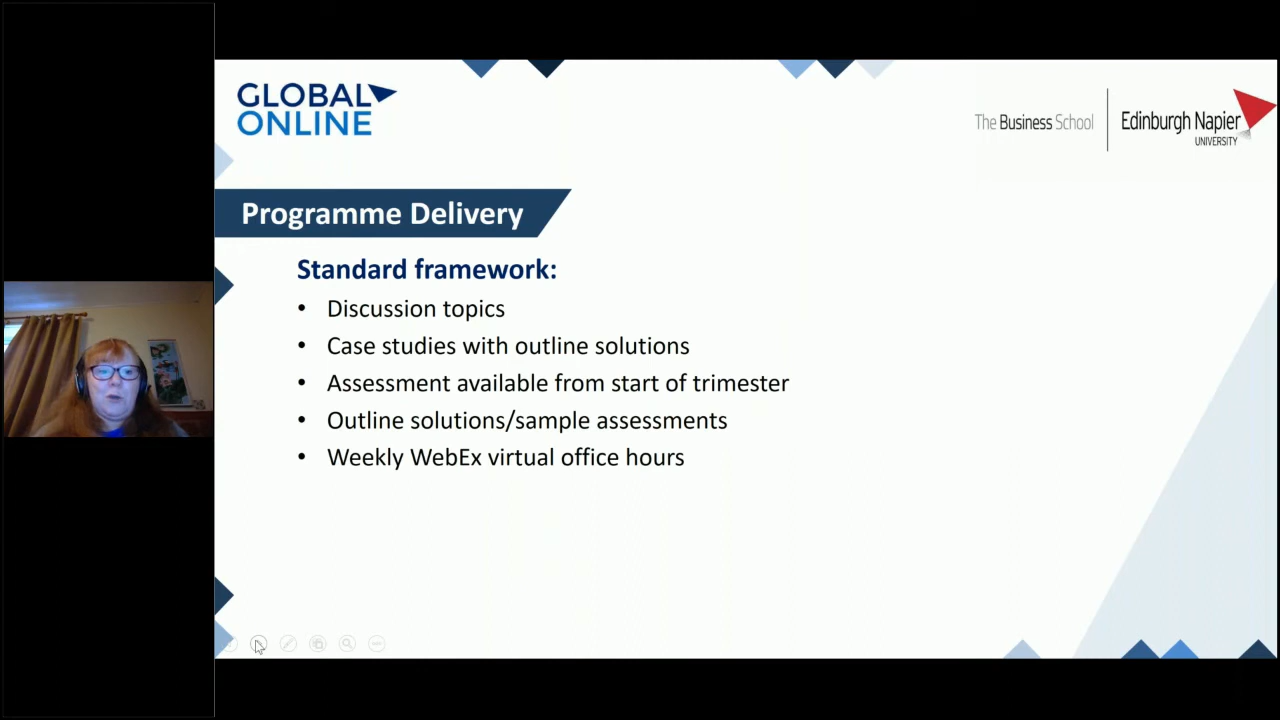 GLOBAL
ONLINE
The Business School
Edinburgh Napier
UNIVERSITY
Programme Delivery
Standard framework:
• Discussion topics
• Case studies with outline solutions
• Assessment available from start of trimester
• Outline solutions/sample assessments
• Weekly WebEx virtual office hours